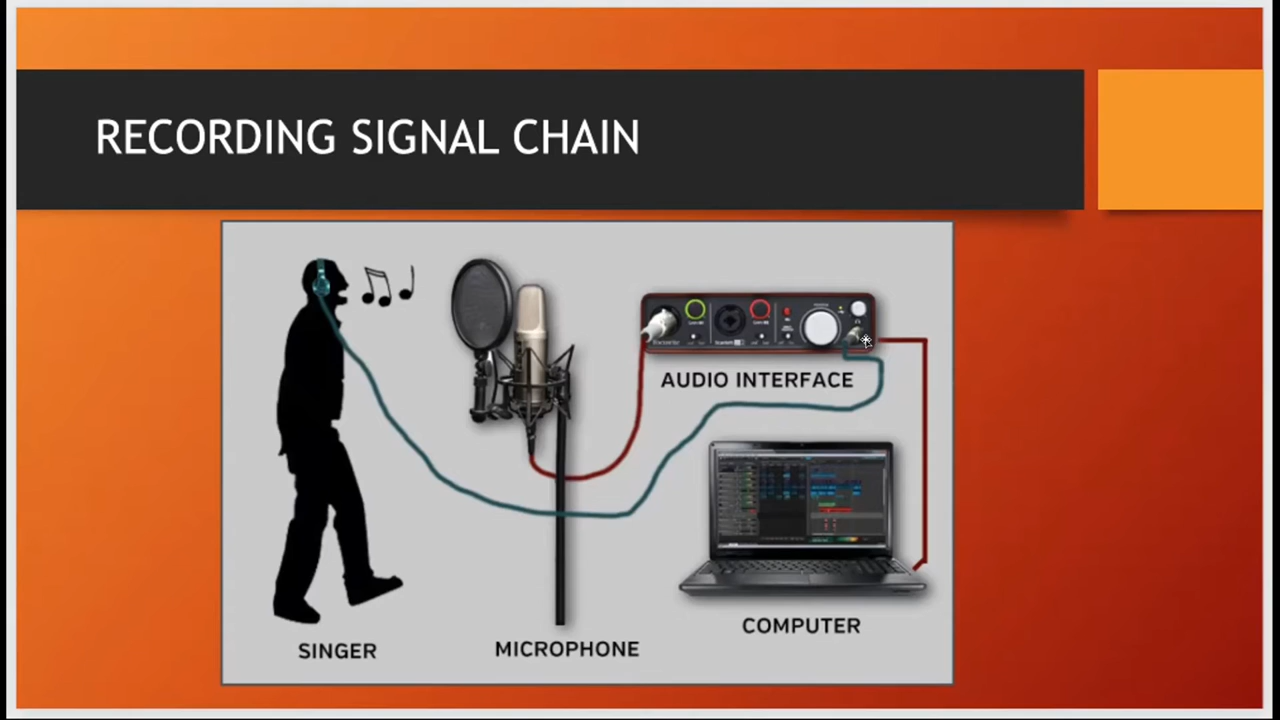 RECORDING SIGNAL CHAIN
AUDIO INTERFACE
COMPUTER
SINGER
MICROPHONE